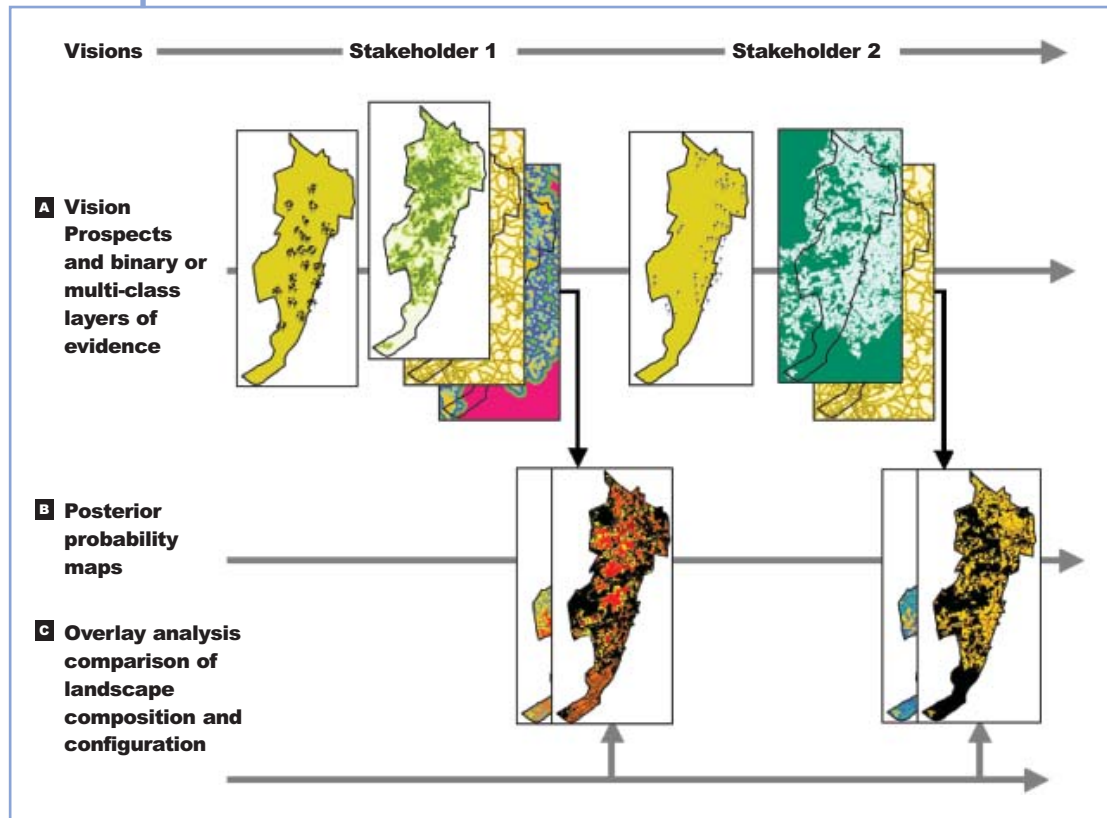 Visions Stakeholder 1 Stakeholder 2
A Vision
Prospects
and binary or
multi-class
layers of
evidence
B Posterior
probability
maps
C Overlay analysis
comparison of
landscape
composition and
configuration